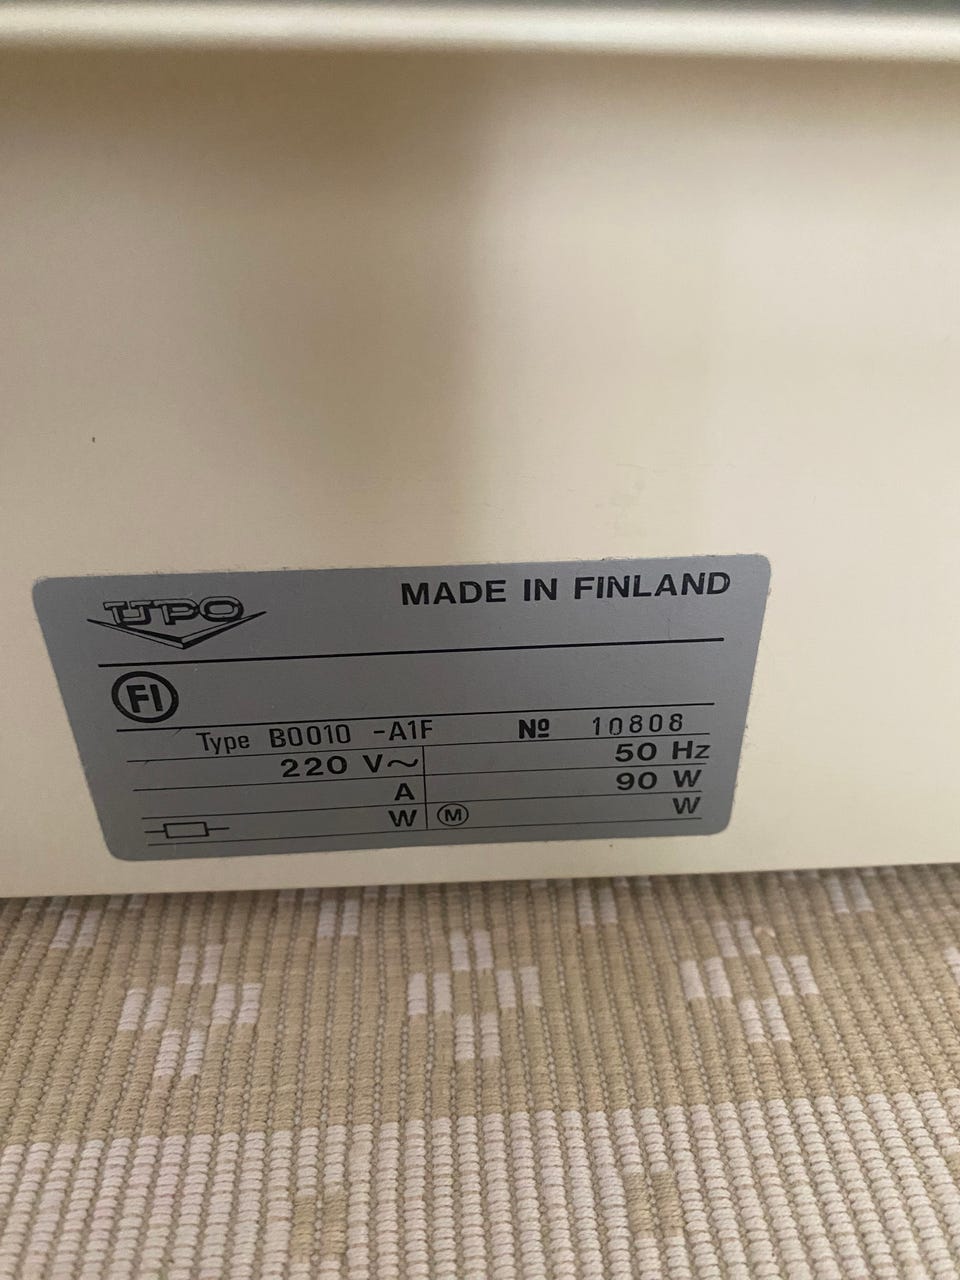 UPO MADE IN FINLAND
FI
Type B0010 -A1F Nº 10808
220 V~ 50 Hz
A 90 W
W M W